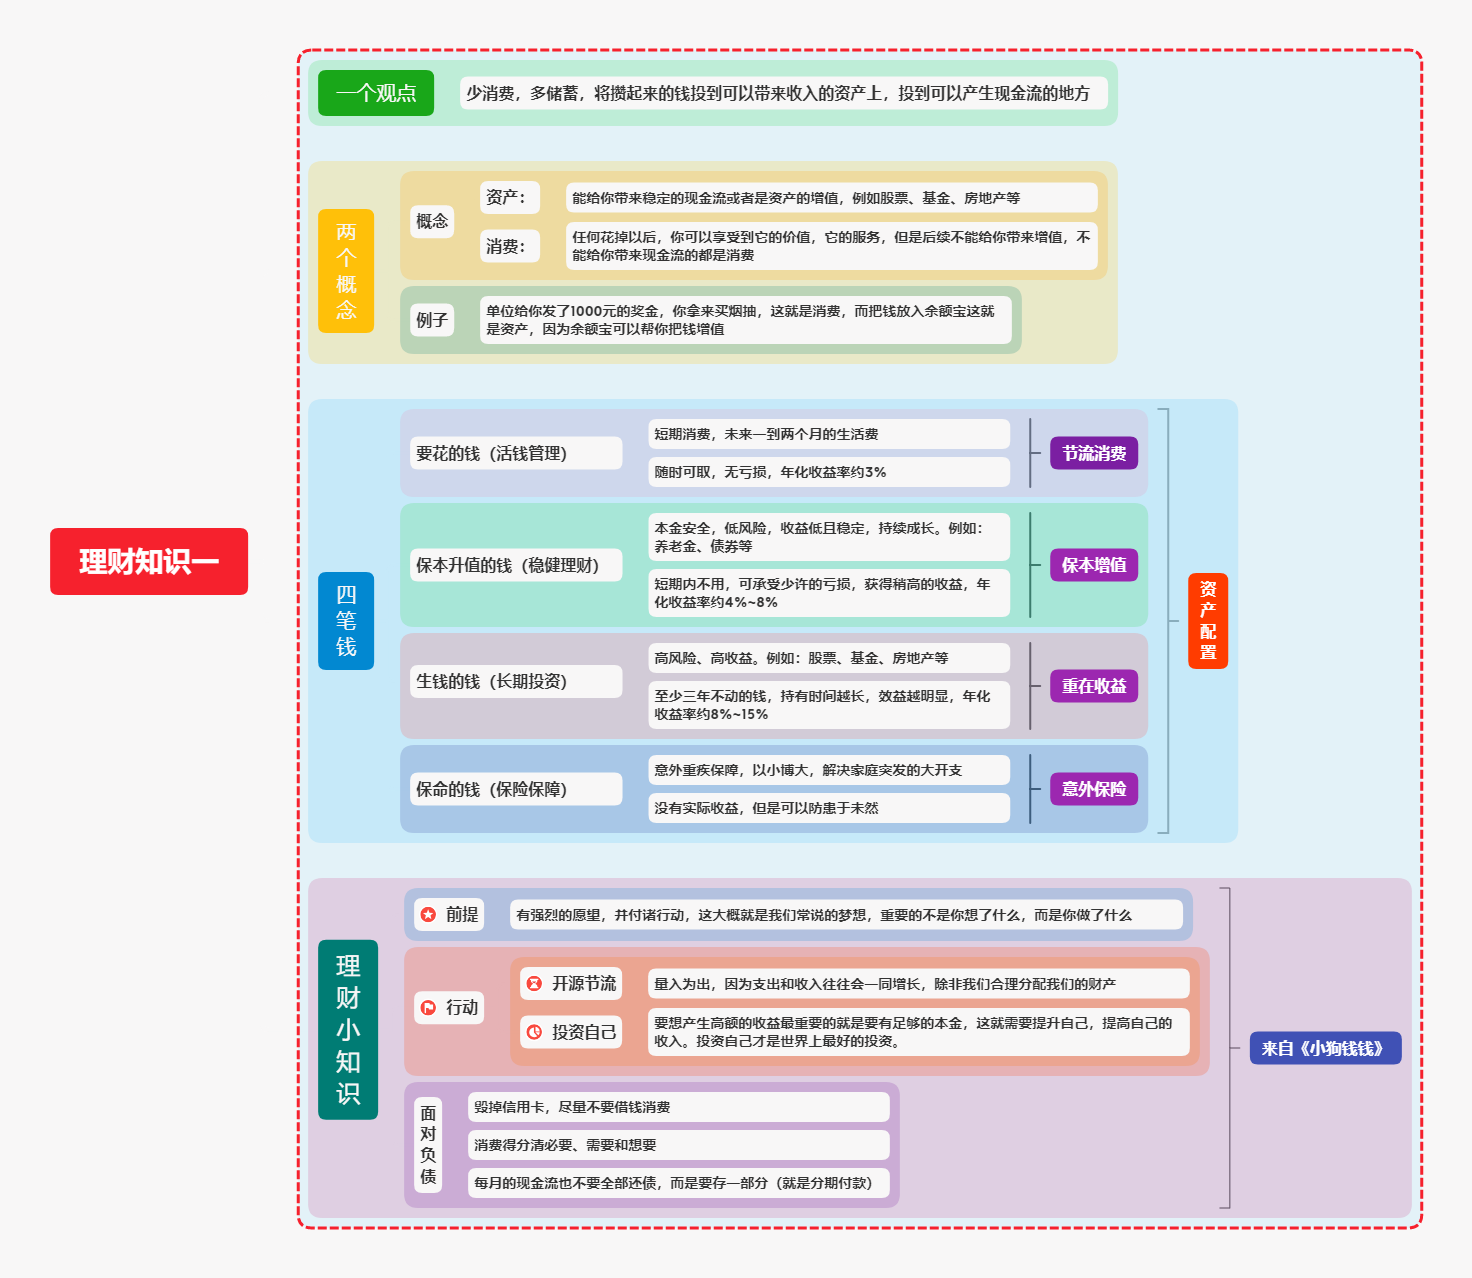 理财知识一
一个观点
少消费，多储蓄，将攒起来的钱投到可以带来收入的资产上，投到可以产生现金流的地方
两个概念
概念
资产：
能给你带来稳定的现金流或者是资产的增值，例如股票、基金、房地产等
消费：
任何花掉以后，你可以享受到它的价值，它的服务，但是后续不能给你带来增值，不
能给你带来现金流的都是消费
例子
单位给你发了1000元的奖金，你拿来买烟抽，这就是消费，而把钱放入余额宝这就
是资产，因为余额宝可以帮你把钱增值
四笔钱
要花的钱（活钱管理）
短期消费，未来一到两个月的生活费
随时可取，无亏损，年化收益率约3%
节流消费
保本升值的钱（稳健理财）
本金安全，低风险，收益低且稳定，持续成长。例如：
养老金、债券等
短期内不用，可承受少许的亏损，获得稍高的收益，年
化收益率约4%~8%
保本增值
生钱的钱（长期投资）
高风险、高收益。例如：股票、基金、房地产等
至少三年不动的钱，持有时间越长，效益越明显，年化
收益率约8%~15%
重在收益
保命的钱（保险保障）
意外重疾保障，以小博大，解决家庭突发的大开支
没有实际收益，但是可以防患于未然
意外保险
资产配置
理财小知识
前提
有强烈的愿望，并付诸行动，这大概就是我们常说的梦想，重要的不是你想了什么，而是你做了什么
行动
开源节流
量入为出，因为支出和收入往往会一同增长，除非我们合理分配我们的财产
投资自己
要想产生高额的收益最重要的就是要有足够的本金，这就需要提升自己，提高自己的
收入。投资自己才是世界上最好的投资。
面对负债
毁掉信用卡，尽量不要借钱消费
消费得分清必要、需要和想要
每月的现金流也不要全部还债，而是要存一部分（就是分期付款）
来自《小狗钱钱》